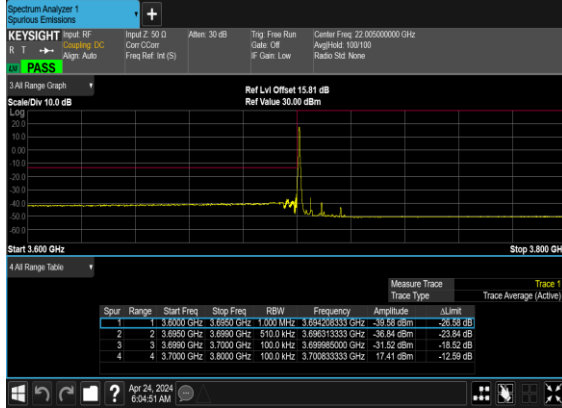 Spectrum Analyzer 1
Spurious Emissions
+
KEYSIGHT Input: RF Input Z: 50 Ω Atten: 30 dB Trig: Free Run Center Freq: 22.005000000 GHz
R T Coupling: DC Corr CCorr Gate: Off Avg|Hold: 100/100
Align: Auto Freq Ref: Int (S) IF Gain: Low Radio Std: None
PASS
3 All Range Graph
Ref Lvl Offset 15.81 dB
Scale/Div 10.0 dB Ref Value 30.00 dBm
Log
20.0
10.0
0.00
-10.0
-20.0
-30.0
-40.0
-50.0
-60.0
Start 3.600 GHz Stop 3.800 GH
4 All Range Table
Measure Trace Trace 1
Trace Type Trace Average (Active)
Spur Range Start Freq Stop Freq RBW Frequency Amplitude ΔLimit
1 1 3.6000 GHz 3.6950 GHz 1.000 MHz 3.694208333 GHz -39.58 dBm -26.58 dB
2 2 3.6950 GHz 3.6990 GHz 510.0 kHz 3.696313333 GHz -36.84 dBm -23.84 dB
3 3 3.6990 GHz 3.7000 GHz 100.0 kHz 3.699985000 GHz -31.52 dBm -18.52 dB
4 4 3.7000 GHz 3.8000 GHz 100.0 kHz 3.700833333 GHz 17.41 dBm -12.59 dB
? Apr 24, 2024
6:04:51 AM